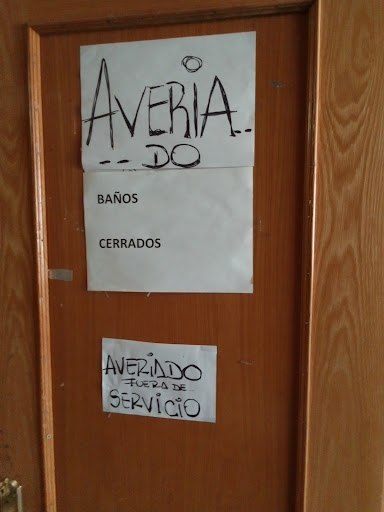 AVERIA..
-- DO
BAÑOS
CERRADOS
AVERIADO
FUERA DE
SERVICIO